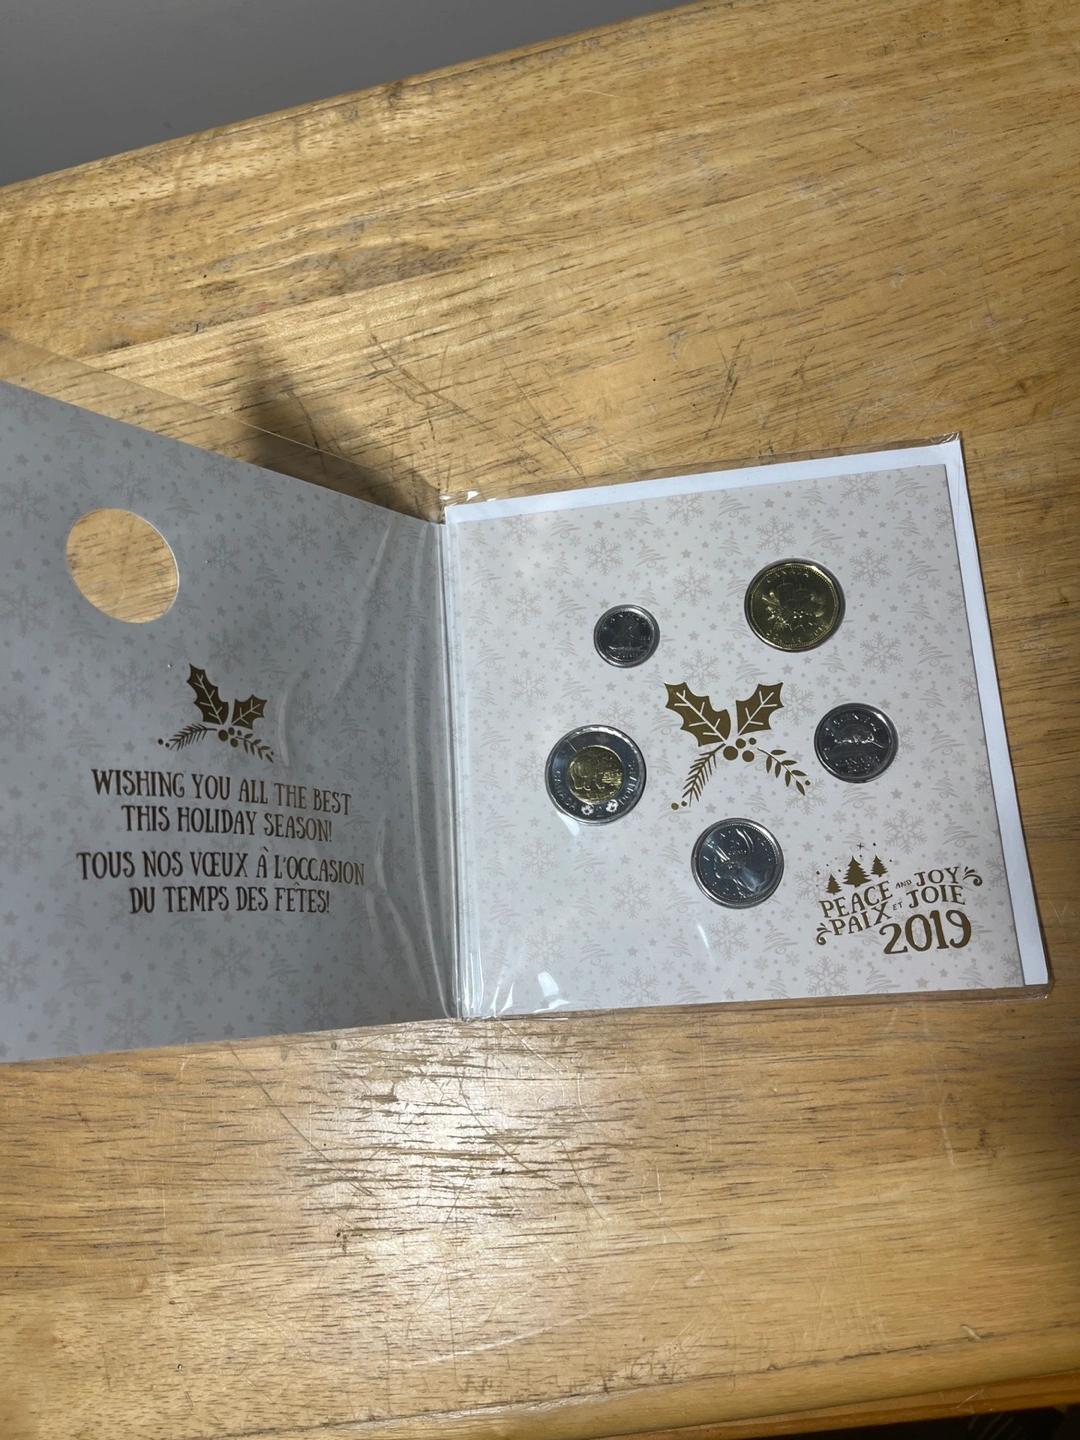 WISHING YOU ALL THE BEST
THIS HOLIDAY SEASON!
TOUS NOS VŒUX À L'OCCASION
DU TEMPS DES FÊTES!
PEACE AND JOY
PAIX ET JOIE
2019
CANADA